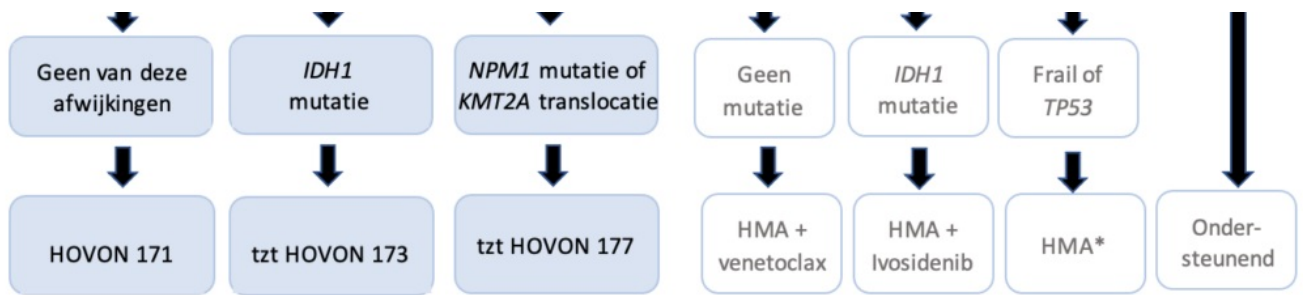 Geen van deze
afwijkingen
IDH1
mutatie
NPM1 mutatie of
KMT2A translocatie
Geen
mutatie
IDH1
mutatie
Frail of
TP53
HOVON 171
tzt HOVON 173
tzt HOVON 177
HMA +
venetoclax
HMA +
Ivosidenib
HMA*
Onder-
steunend